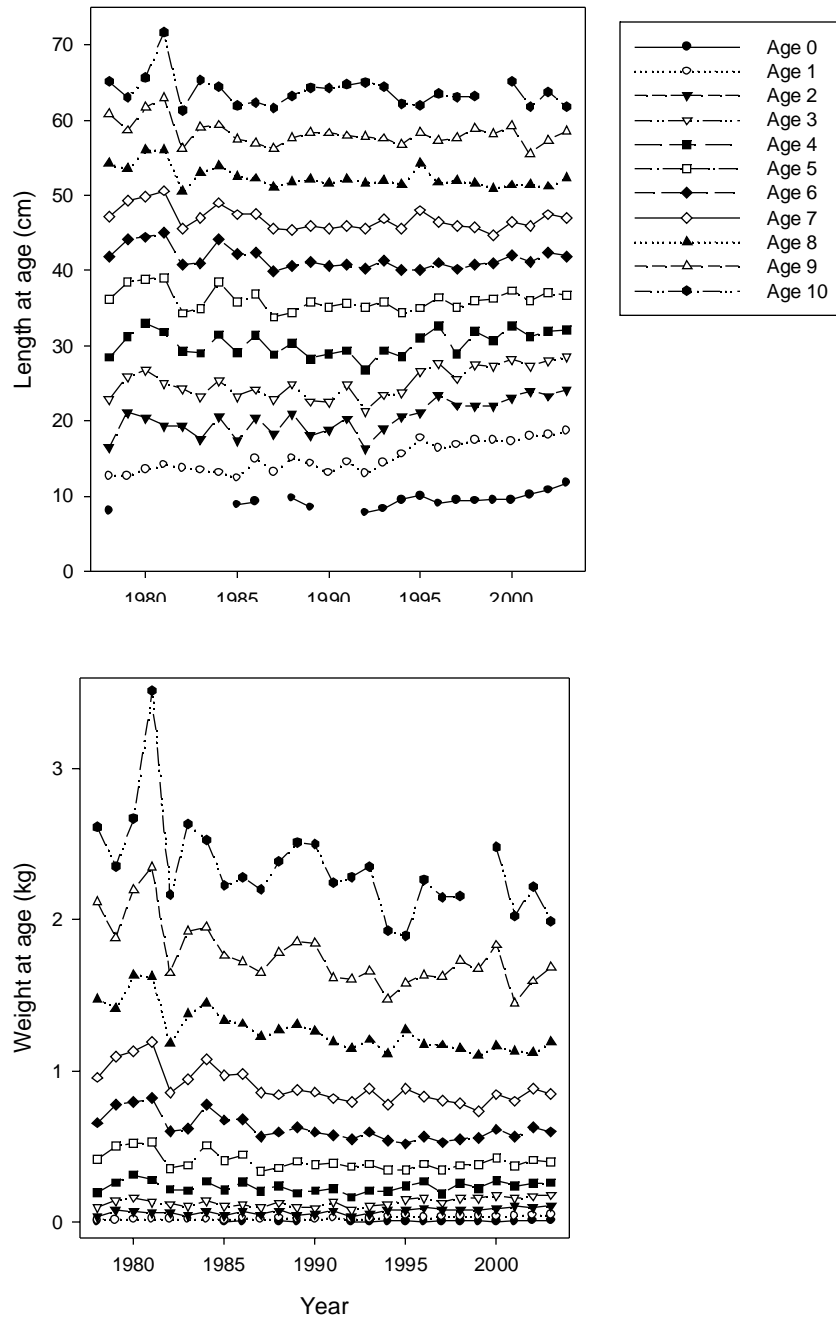 70
60
50
40
30
20
10
0
Length at age (cm)
1980 1985 1990 1995 2000
Age 0
Age 1
Age 2
Age 3
Age 4
Age 5
Age 6
Age 7
Age 8
Age 9
Age 10
3
2
1
0
Weight at age (kg)
1980 1985 1990 1995 2000
Year